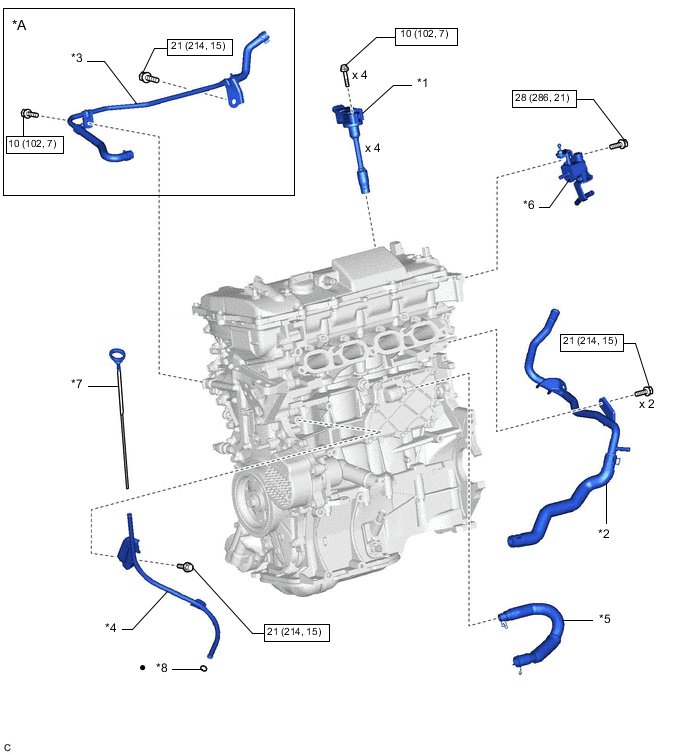 *A
21 (214, 15)
*3
10 (102, 7)
10 (102, 7)
x 4
*1
x 4
28 (286, 21)
*6
21 (214, 15)
x 2
*7
*2
*4
21 (214, 15)
*5
● *8
C